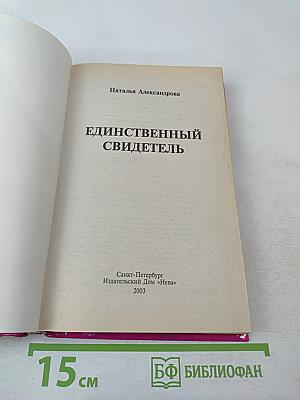 Наталья Александрова
ЕДИНСТВЕННЫЙ
СВИДЕТЕЛЬ
Санкт-Петербург
Издательский Дом «Нева»
2003
15 см
БФ БИБЛИОФАН